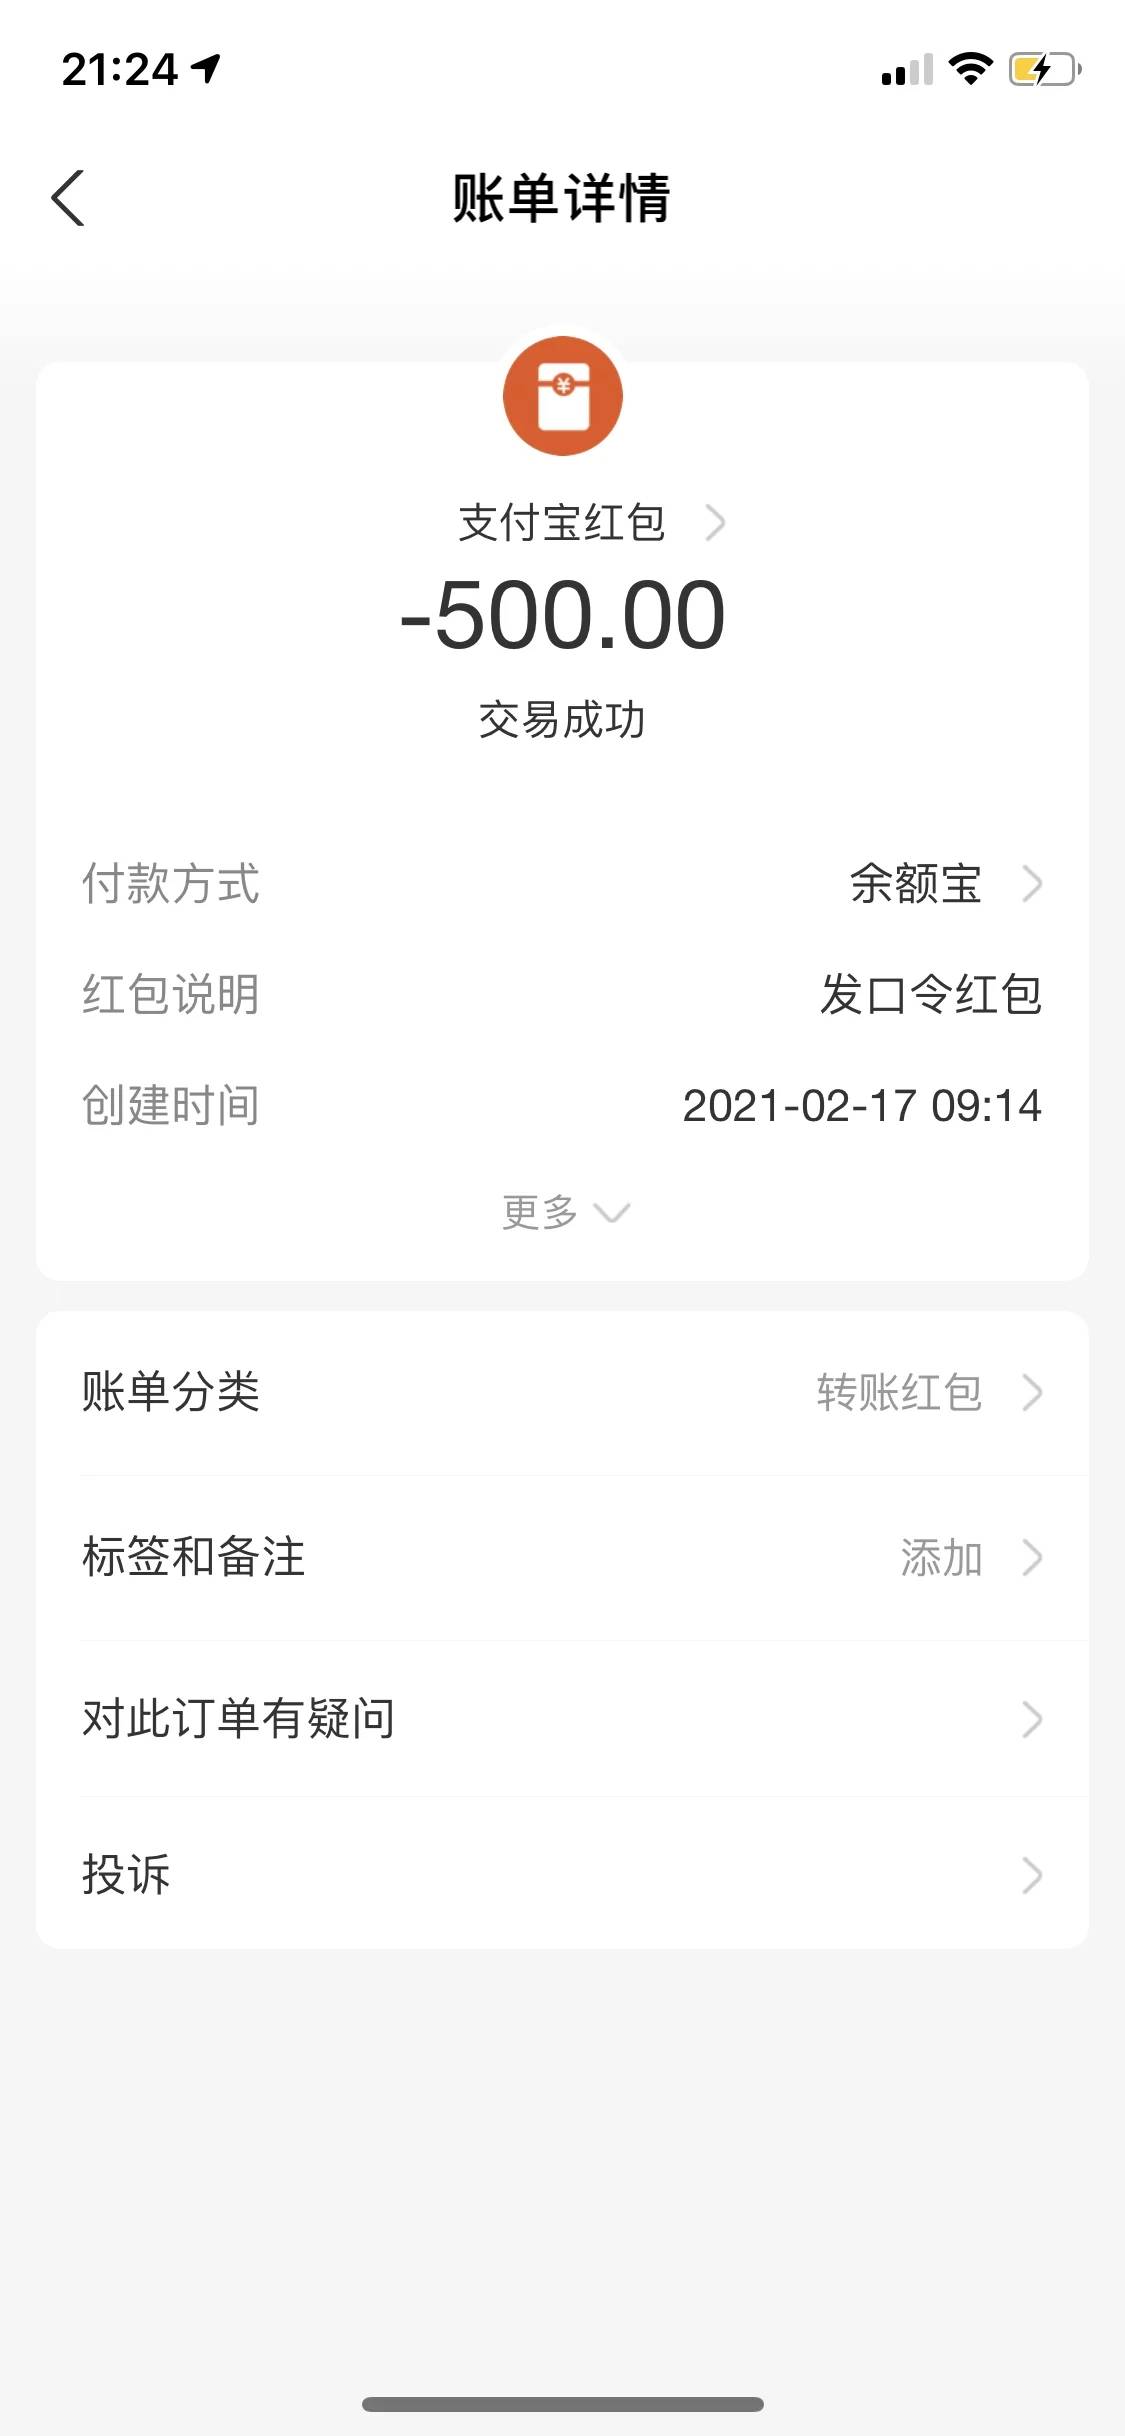 21:24
账单详情
支付宝红包
-500.00
交易成功
付款方式 余额宝
红包说明 发口令红包
创建时间 2021-02-17 09:14
更多
账单分类 转账红包
标签和备注 添加
对此订单有疑问
投诉